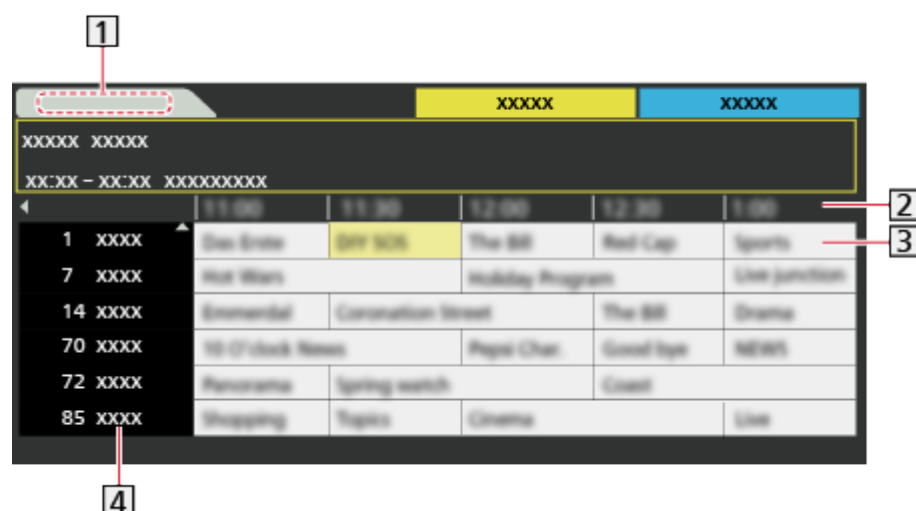 1
xxxxx xxxxx
xxxxx xxxxx
xx:xx – xx:xx xxxxxxxxx
11:00 11:30 12:00 12:30 1:00 2
1 xxxx Das Erste DIY SOS The Bill Red Cap Sports 3
7 xxxx Hot Wars Holiday Program Live junction
14 xxxx Emmerdal Coronation Street The Bill Drama
70 xxxx 10 O'clock News Pepsi Char. Good bye NEWS
72 xxxx Panorama Spring watch Coast
85 xxxx Shopping Topics Cinema Live
4